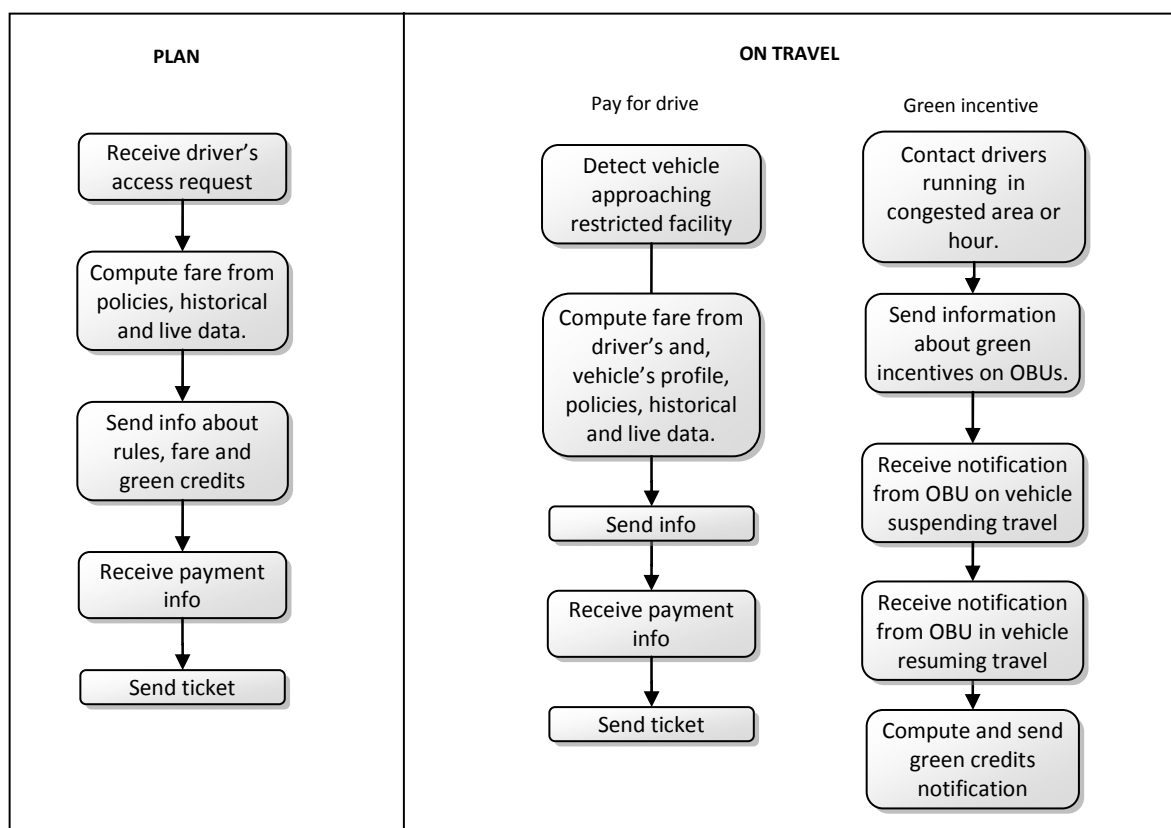 PLAN
Receive driver’s
access request
Compute fare from
policies, historical
and live data.
Send info about
rules, fare and
green credits
Receive payment
info
Send ticket
ON TRAVEL
Pay for drive
Detect vehicle
approaching
restricted facility
Compute fare from
driver’s and,
vehicle’s profile,
policies, historical
and live data.
Send info
Receive payment
info
Send ticket
Green incentive
Contact drivers
running in
congested area or
hour.
Send information
about green
incentives on OBUs.
Receive notification
from OBU on vehicle
suspending travel
Receive notification
from OBU in vehicle
resuming travel
Compute and send
green credits
notification